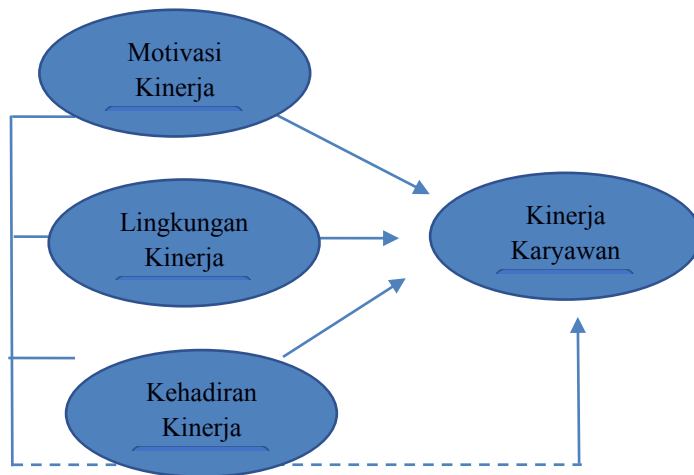 Motivasi
Kinerja
Lingkungan
Kinerja
Kehadiran
Kinerja
Kinerja
Karyawan